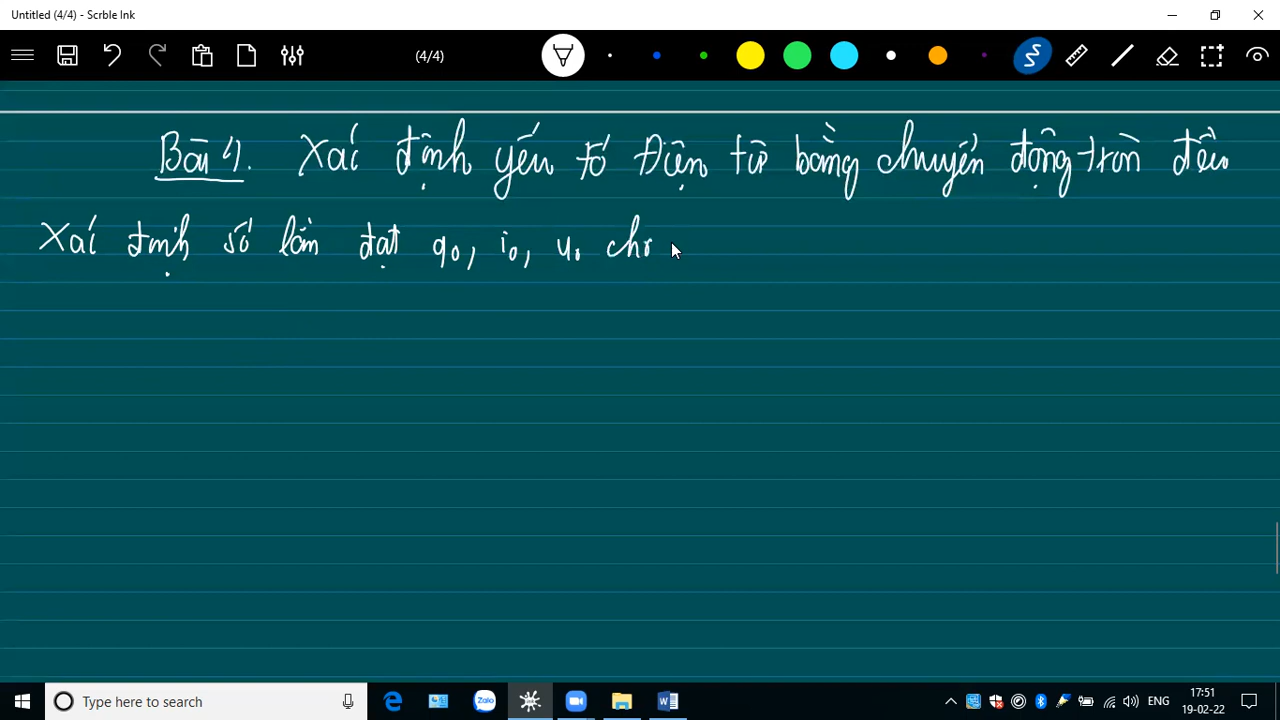 Untitled (4/4) - Scrble Ink
(4/4)
Bài 4. Xác định yếu tố Điện từ bằng chuyển động tròn đều
Xác định số lần đạt q₀, i₀, u₀ cho
Type here to search
Zalo
ENG
17:51
19-02-22